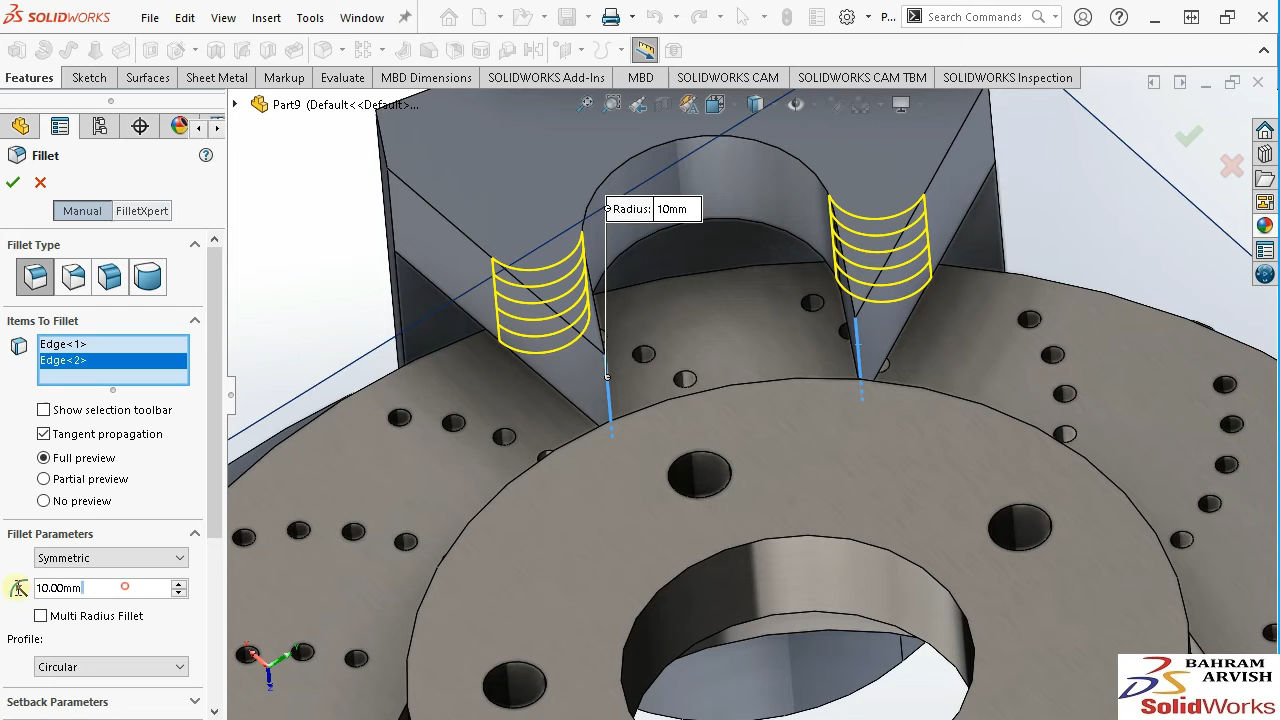 SOLIDWORKS File Edit View Insert Tools Window P... Search Commands
Features Sketch Surfaces Sheet Metal Markup Evaluate MBD Dimensions SOLIDWORKS Add-Ins MBD SOLIDWORKS CAM SOLIDWORKS CAM TBM SOLIDWORKS Inspection
Part9 (Default<<Default>...
Fillet
Manual FilletXpert
Fillet Type
Items To Fillet
Edge<1>
Edge<2>
Show selection toolbar
Tangent propagation
Full preview
Partial preview
No preview
Fillet Parameters
Symmetric
10.00mm
Multi Radius Fillet
Profile:
Circular
Setback Parameters
Radius: 10mm
BAHRAM
ARVISH
SolidWorks